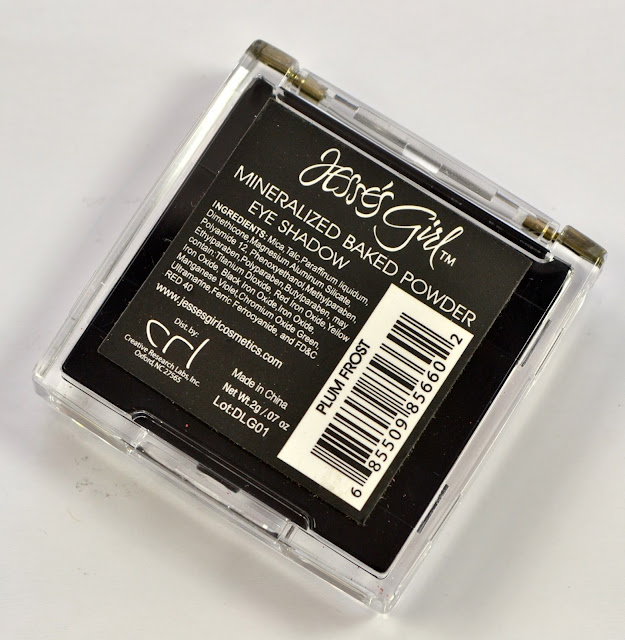 Jesse's Girl™
MINERALIZED BAKED POWDER
EYE SHADOW
INGREDIENTS: Mica, Talc, Paraffinum liquidum,
Dimethicone, Magnesium Aluminum Silicate
Polyamide 12, Phenoxyethanol, Methylparaben,
Ethylparaben, Polyparaben, Butylparaben, may
contain: Titanium Dioxide, Red Iron Oxide, Yellow
Iron Oxide, Black Iron Oxide, Iron Oxide,
Manganese Violet, Chromium Oxide Green,
Ultramarine, Ferric Ferrocyanide, and FD&C
RED 40
www.jessesgirlcosmetics.com
Dist. by:
crl
Creative Research Labs, Inc.
Oxford, NC 27565
Made in China
Net Wt. 2g/.07 oz
Lot:DLG01
PLUM FROST
6 85509 85660 2